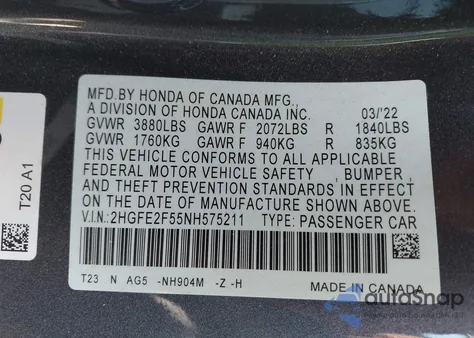 MFD.BY HONDA OF CANADA MFG.,
A DIVISION OF HONDA CANADA INC. 03/'22
GVWR 3880LBS GAWR F 2072LBS R 1840LBS
GVWR 1760KG GAWR F 940KG R 835KG
THIS VEHICLE CONFORMS TO ALL APPLICABLE
FEDERAL MOTOR VEHICLE SAFETY , BUMPER ,
AND THEFT PREVENTION STANDARDS IN EFFECT
ON THE DATE OF MANUFACTURE SHOWN ABOVE.
V.I.N.:2HGFE2F55NH575211 TYPE: PASSENGER CAR
T23 N AG5 -NH904M -Z -H
MADE IN CANADA
T20 A1
autoSnap